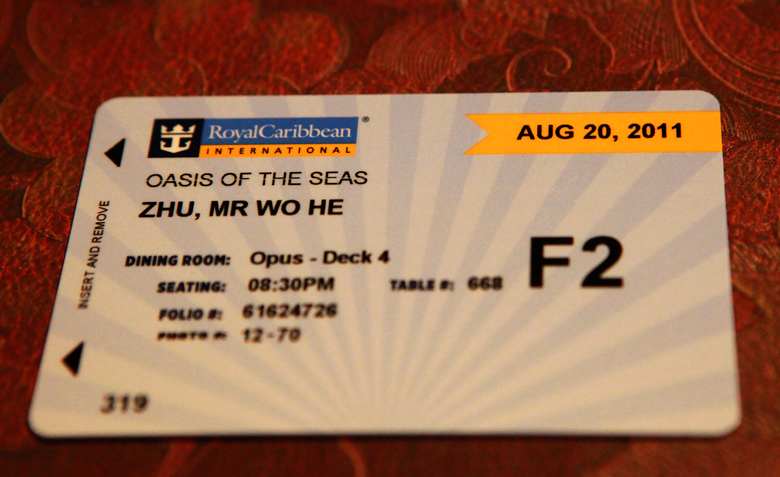 RoyalCaribbean®
INTERNATIONAL
AUG 20, 2011
OASIS OF THE SEAS
ZHU, MR WO HE
INSERT AND REMOVE
DINING ROOM: Opus - Deck 4
F2
SEATING: 08:30PM TABLE #: 668
FOLIO #: 61624726
PHOTO #: 12-70
319